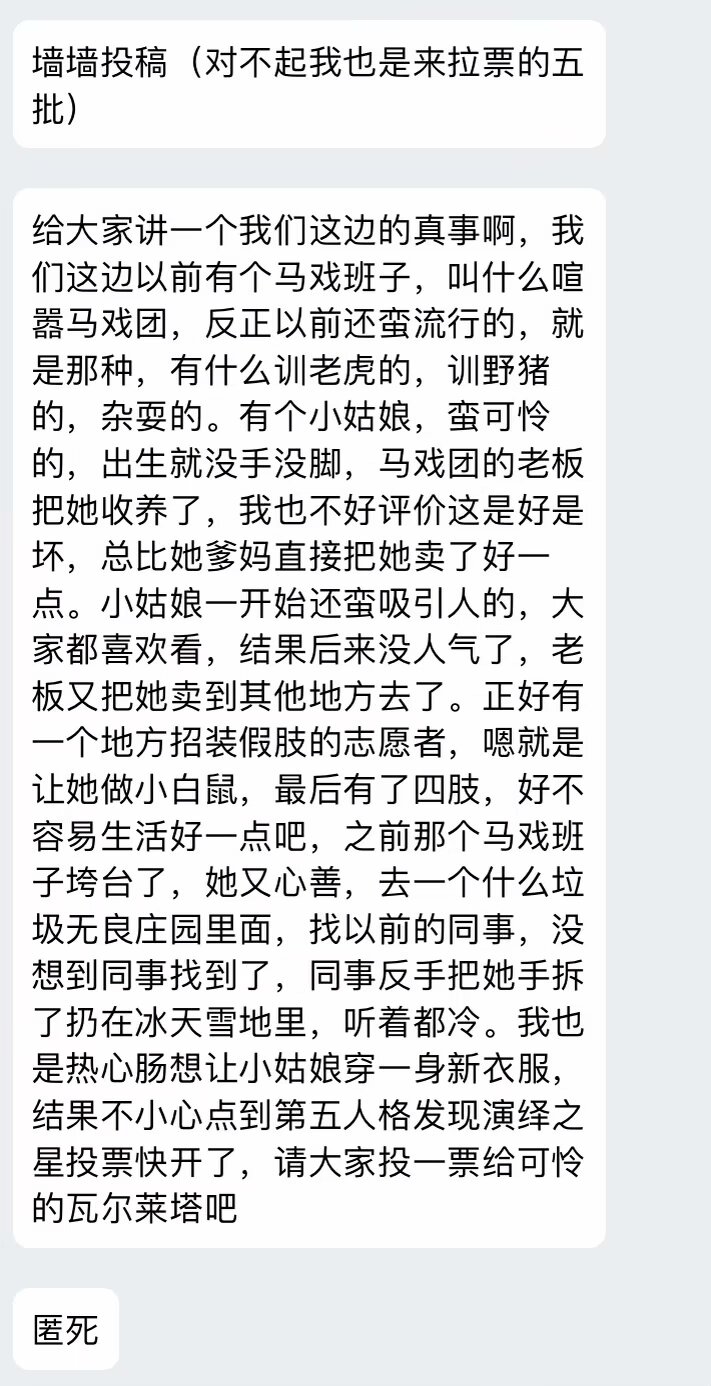 墙墙投稿（对不起我也是来拉票的五
批）
给大家讲一个我们这边的真事啊，我
们这边以前有个马戏班子，叫什么喧
嚣马戏团，反正以前还蛮流行的，就
是那种，有什么训老虎的，训野猪
的，杂耍的。有个小姑娘，蛮可怜
的，出生就没手没脚，马戏团的老板
把她收养了，我也不好评价这是好是
坏，总比她爹妈直接把她卖了好一
点。小姑娘一开始还蛮吸引人的，大
家都喜欢看，结果后来没人气了，老
板又把她卖到其他地方去了。正好有
一个地方招装假肢的志愿者，嗯就是
让她做小白鼠，最后有了四肢，好不
容易生活好一点吧，之前那个马戏班
子垮台了，她又心善，去一个什么垃
圾无良庄园里面，找以前的同事，没
想到同事找到了，同事反手把她手拆
了扔在冰天雪地里，听着都冷。我也
是热心肠想让小姑娘穿一身新衣服，
结果不小心点到第五人格发现演绎之
星投票快开了，请大家投一票给可怜
的瓦尔莱塔吧
匿死